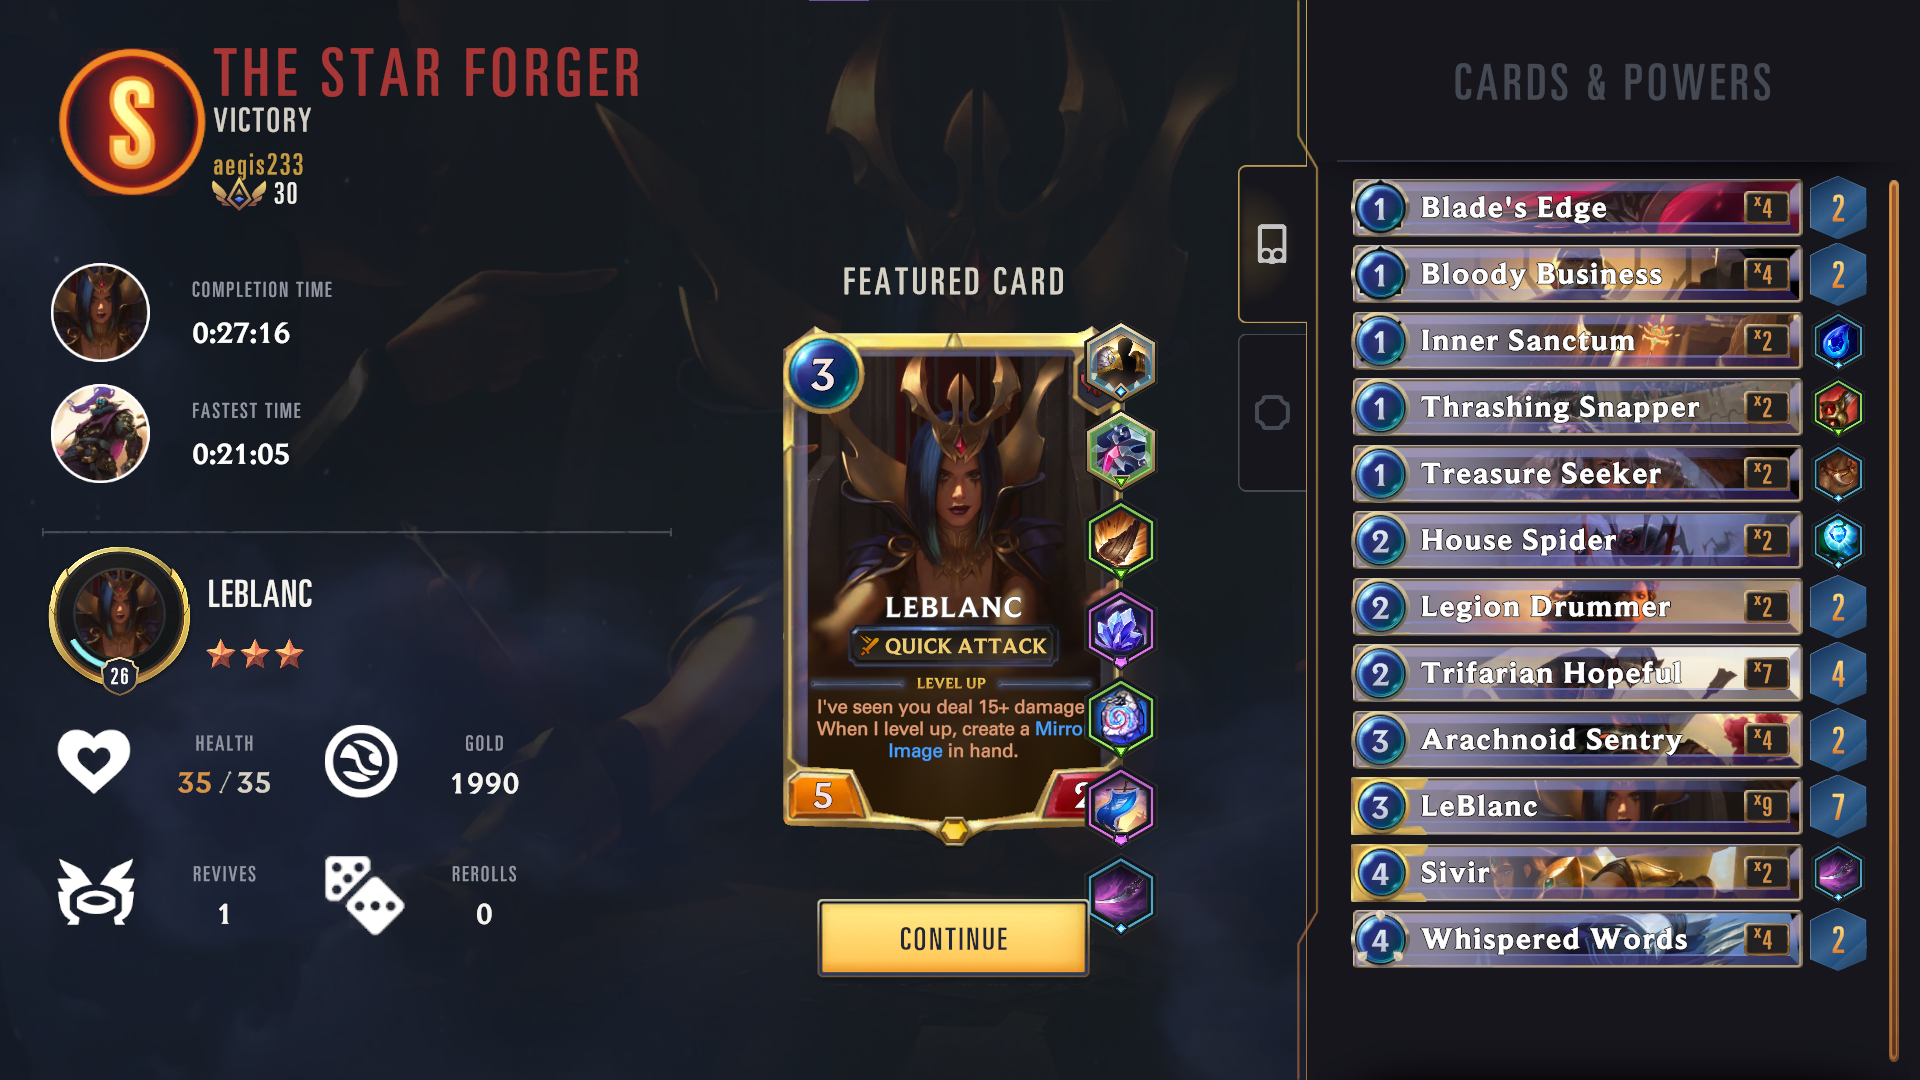 S
THE STAR FORGER
VICTORY
aegis233
30
COMPLETION TIME
0:27:16
FASTEST TIME
0:21:05
LEBLANC
26
HEALTH
35 / 35
GOLD
1990
REVIVES
1
REROLLS
0
FEATURED CARD
3
LEBLANC
QUICK ATTACK
LEVEL UP
I've seen you deal 15+ damage
When I level up, create a Mirro
Image in hand.
5
2
CONTINUE
CARDS & POWERS
1 Blade's Edge x4 2
1 Bloody Business x4 2
1 Inner Sanctum x2
1 Thrashing Snapper x2
1 Treasure Seeker x2
2 House Spider x2
2 Legion Drummer x2 2
2 Trifarian Hopeful x7 4
3 Arachnoid Sentry x4 2
3 LeBlanc x9 7
4 Sivir x2
4 Whispered Words x4 2